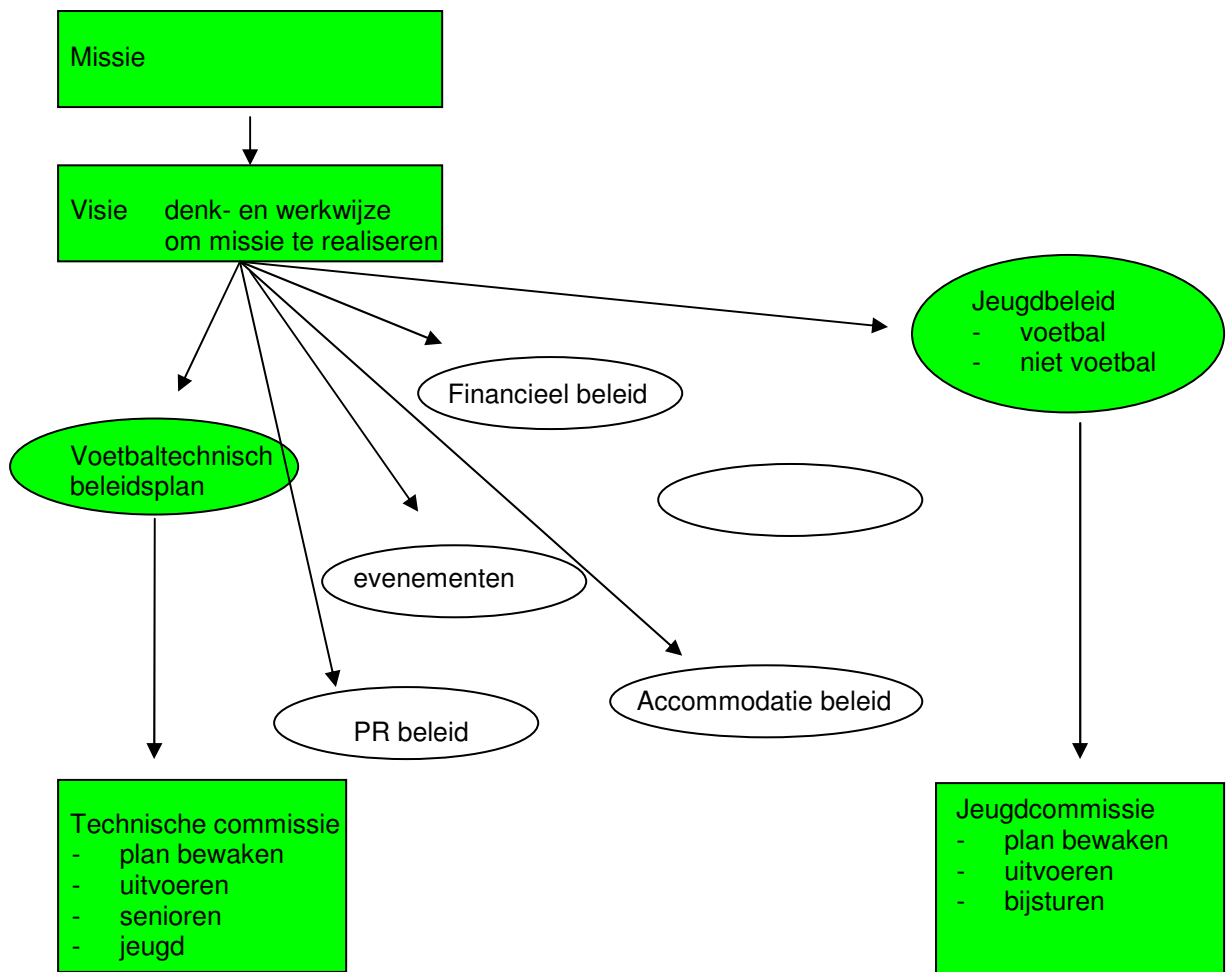 Missie
Visie denk- en werkwijze
om missie te realiseren
Jeugdbeleid
- voetbal
- niet voetbal
Financieel beleid
Voetbaltechnisch
beleidsplan
evenementen
Accommodatie beleid
PR beleid
Technische commissie
- plan bewaken
- uitvoeren
- senioren
- jeugd
Jeugdcommissie
- plan bewaken
- uitvoeren
- bijsturen